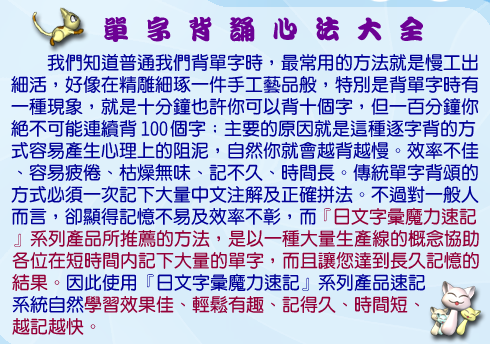 單字背誦心法大全
我們知道普通我們背單字時，最常用的方法就是慢工出
細活，好像在精雕細琢一件手工藝品般，特別是背單字時有
一種現象，就是十分鐘也許你可以背十個字，但一百分鐘你
絕不可能連續背100個字；主要的原因就是這種逐字背的方
式容易產生心理上的阻泥，自然你就會越背越慢。效率不佳
、容易疲倦、枯燥無味、記不久、時間長。傳統單字背頌的
方式必須一次記下大量中文注解及正確拼法。不過對一般人
而言，卻顯得記憶不易及效率不彰，而『日文字彙魔力速記
』系列產品所推薦的方法，是以一種大量生產線的概念協助
各位在短時間內記下大量的單字，而且讓您達到長久記憶的
結果。因此使用『日文字彙魔力速記』系列產品速記
系統自然學習效果佳、輕鬆有趣、記得久、時間短、
越記越快。